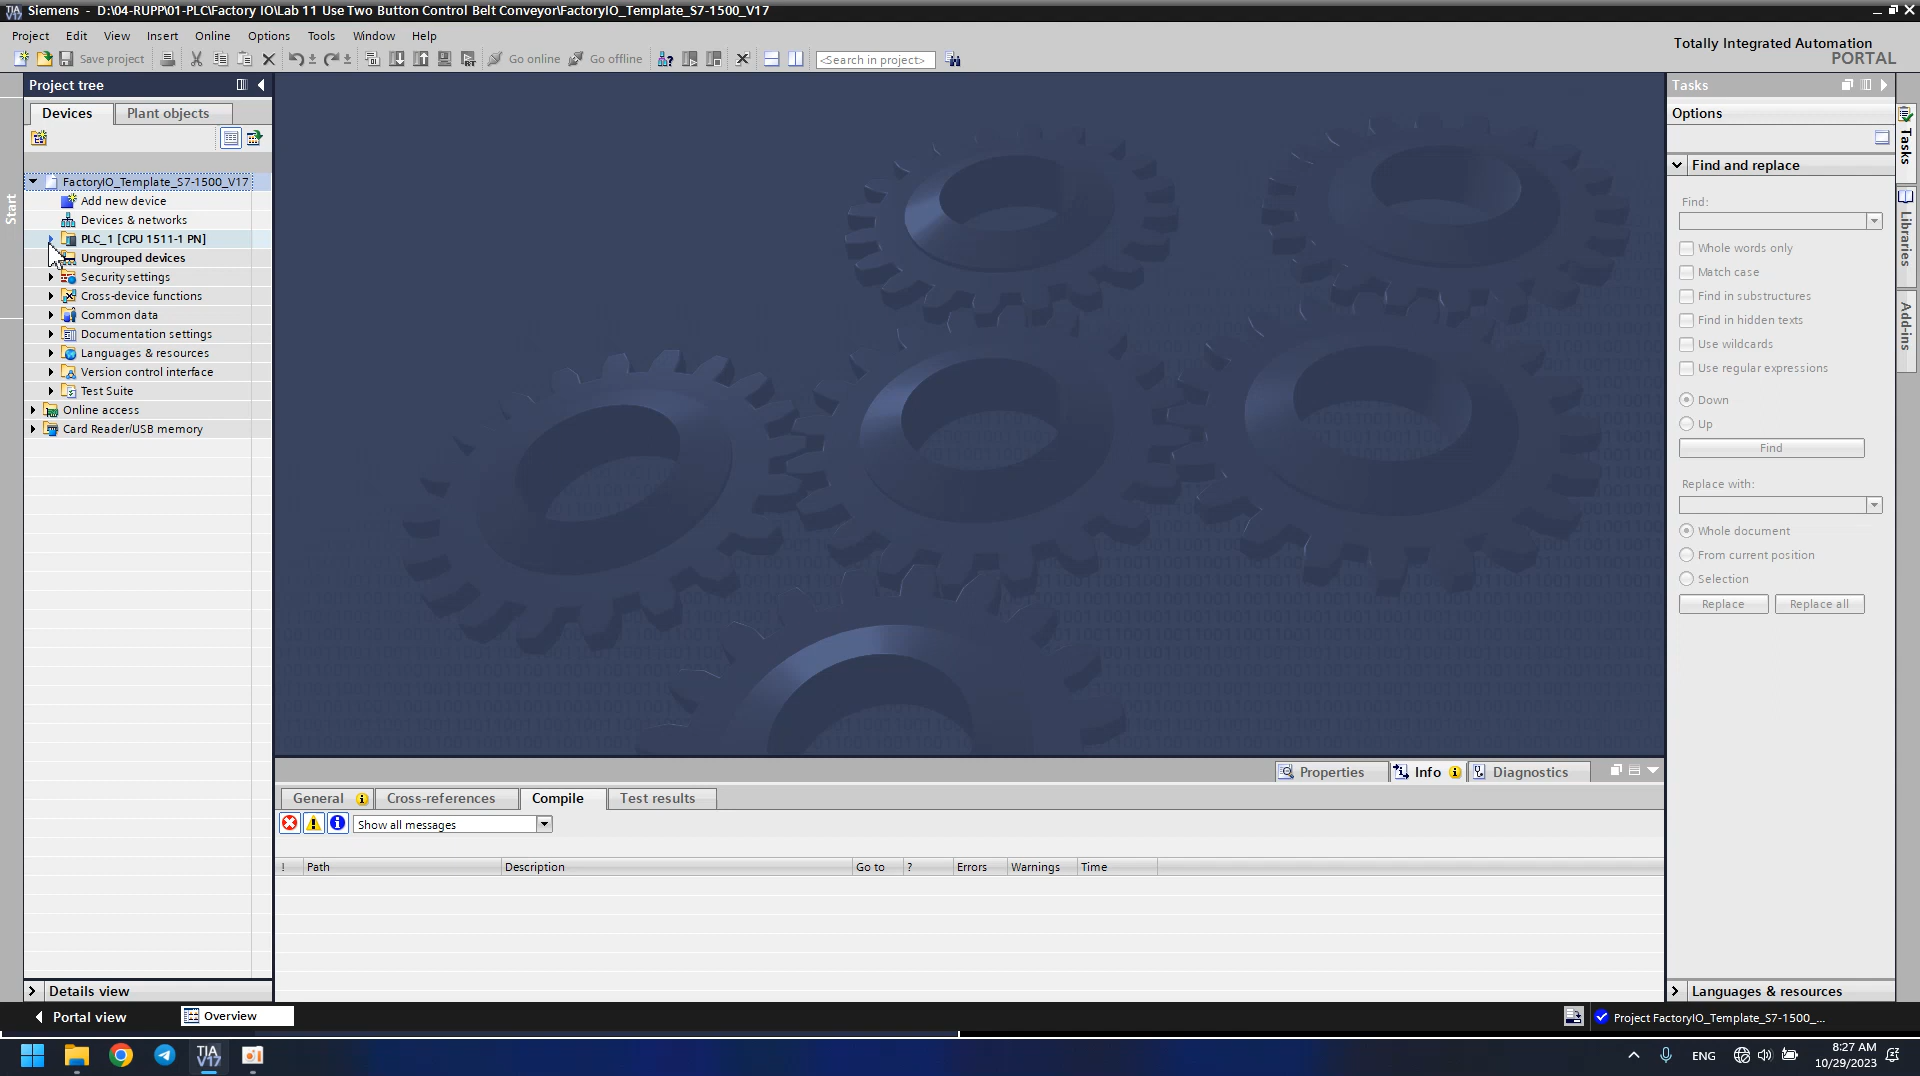 Siemens - D:\04-RUPP\01-PLC\Factory IO\Lab 11 Use Two Button Control Belt Conveyor\FactoryIO_Template_S7-1500_V17
Project Edit View Insert Online Options Tools Window Help
Totally Integrated Automation
PORTAL
Save project
Go online
Go offline
<Search in project>
Project tree
Devices
Plant objects
Start
FactoryIO_Template_S7-1500_V17
Add new device
Devices & networks
PLC_1 [CPU 1511-1 PN]
Ungrouped devices
Security settings
Cross-device functions
Common data
Documentation settings
Languages & resources
Version control interface
Test Suite
Online access
Card Reader/USB memory
Details view
Properties
Info
Diagnostics
General
Cross-references
Compile
Test results
Show all messages
! Path Description Go to ? Errors Warnings Time
Tasks
Options
Find and replace
Find:
Whole words only
Match case
Find in substructures
Find in hidden texts
Use wildcards
Use regular expressions
Down
Up
Find
Replace with:
Whole document
From current position
Selection
Replace
Replace all
Languages & resources
Tasks
Libraries
Add-ins
Portal view
Overview
Project FactoryIO_Template_S7-1500_...
TIA
V17
ENG
8:27 AM
10/29/2023